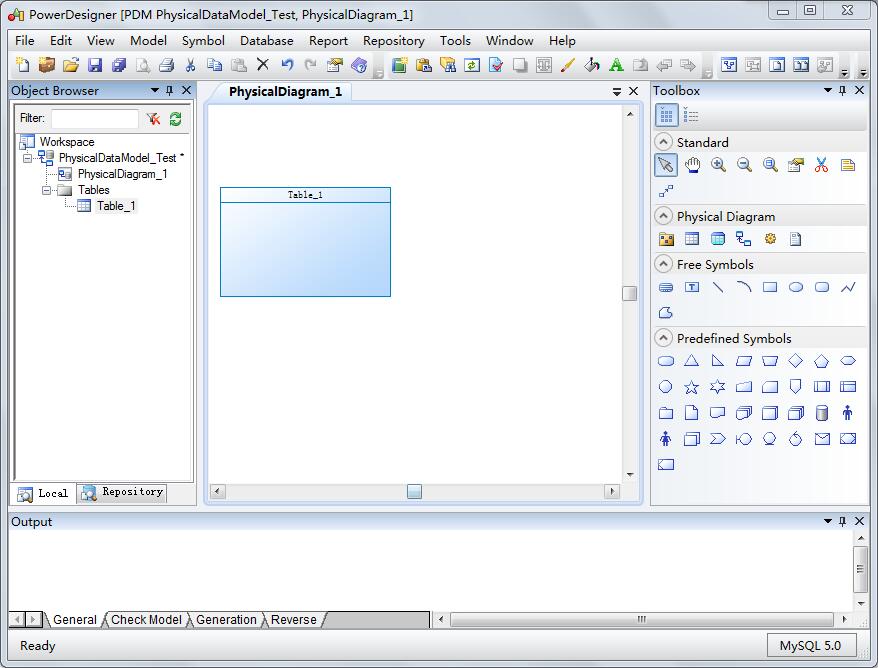 PowerDesigner [PDM PhysicalDataModel_Test, PhysicalDiagram_1]
File Edit View Model Symbol Database Report Repository Tools Window Help
Object Browser
Filter:
Workspace
PhysicalDataModel_Test *
PhysicalDiagram_1
Tables
Table_1
Local Repository
PhysicalDiagram_1
Table_1
Toolbox
Standard
Physical Diagram
Free Symbols
Predefined Symbols
Output
General Check Model Generation Reverse
Ready MySQL 5.0